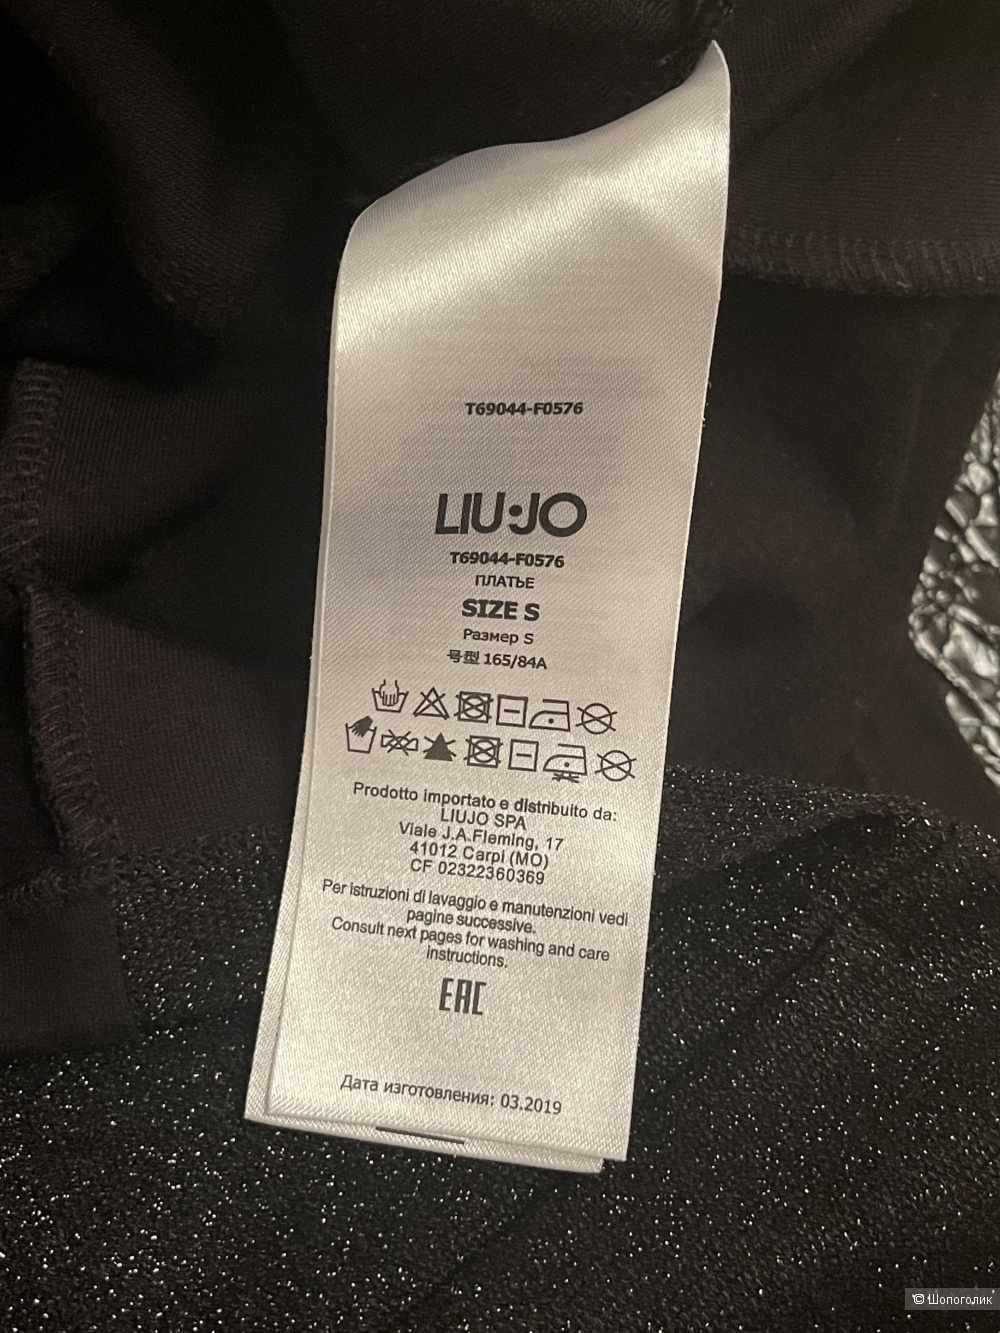 T69044-F0576
LIU·JO
T69044-F0576
ПЛАТЬЕ
SIZE S
Размер S
号型 165/84A
Prodotto importato e distribuito da:
LIUJO SPA
Viale J.A.Fleming, 17
41012 Carpi (MO)
CF 02322360369
Per istruzioni di lavaggio e manutenzioni vedi
pagine successive.
Consult next pages for washing and care
instructions.
EAC
Дата изготовления: 03.2019
Шопоголик